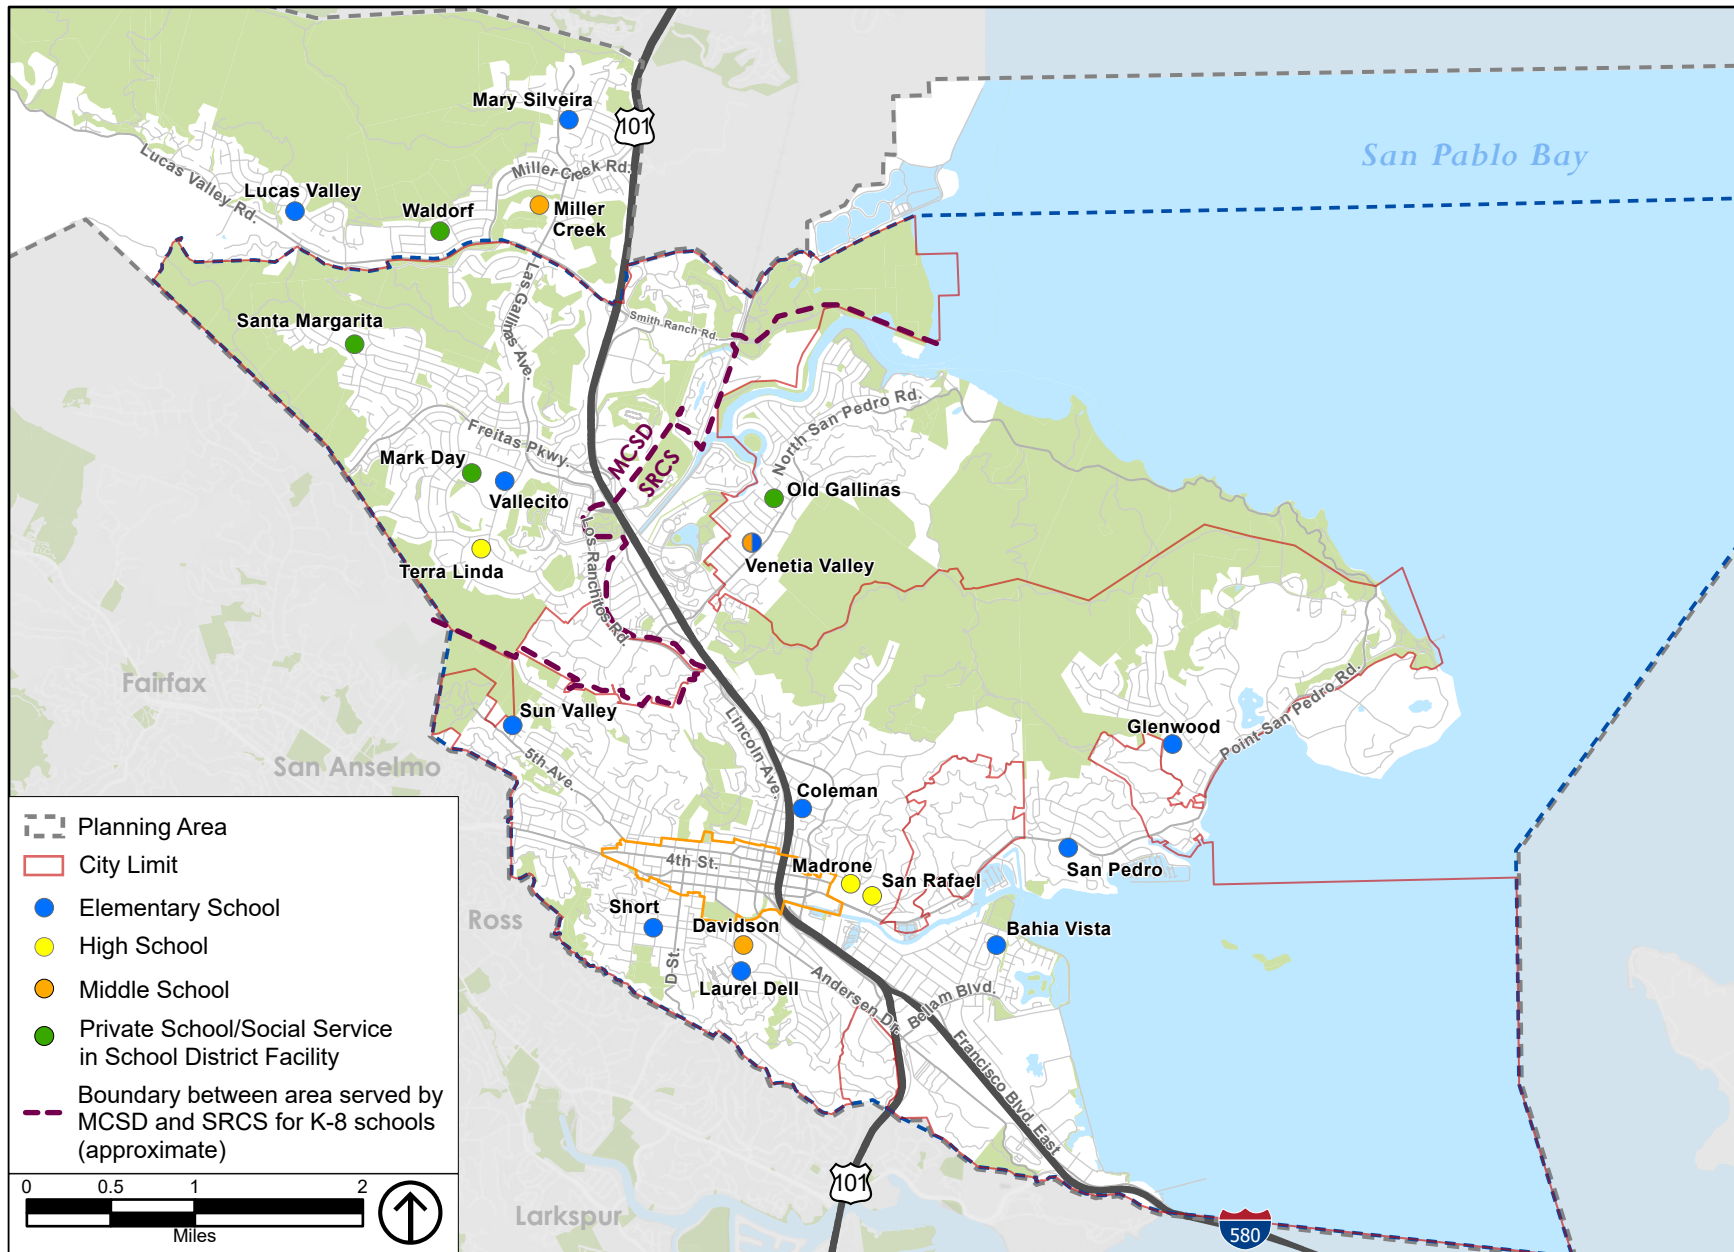 Mary Silveira
101
San Pablo Bay
Miller Creek Rd.
Lucas Valley Rd.
Lucas Valley
Waldorf
Miller
Creek
Las Gallinas Ave.
Santa Margarita
Smith Ranch Rd.
North San Pedro Rd.
Freitas Pkwy.
MCSD
SRCS
Mark Day
Vallecito
Old Gallinas
Los Ranchitos Rd.
Terra Linda
Venetia Valley
Fairfax
Sun Valley
Lincoln Ave.
Glenwood
Point San Pedro Rd.
San Anselmo
5th Ave.
Coleman
4th St.
Madrone
San Rafael
San Pedro
Ross
Short
Davidson
Bahia Vista
D St.
Laurel Dell
Andersen Dr.
Bellam Blvd.
Francisco Blvd. East
101
Larkspur
580
Planning Area
City Limit
Elementary School
High School
Middle School
Private School/Social Service
in School District Facility
Boundary between area served by
MCSD and SRCS for K-8 schools
(approximate)
0 0.5 1 2
Miles